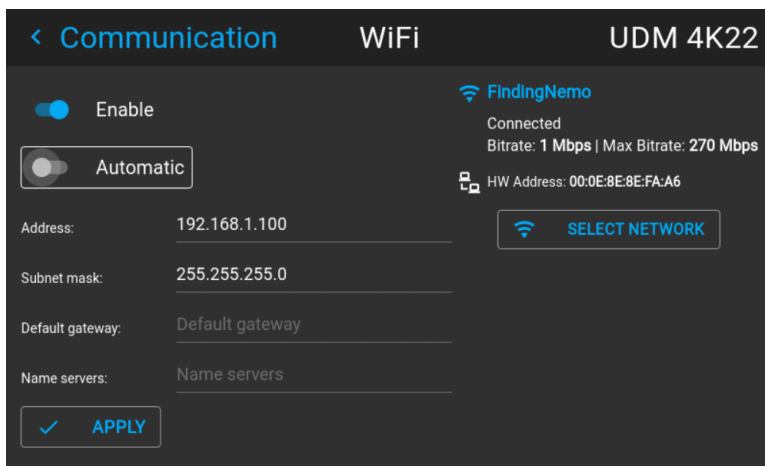 Communication
WiFi
UDM 4K22
Enable
Automatic
Address:
192.168.1.100
Subnet mask:
255.255.255.0
Default gateway:
Default gateway
Name servers:
Name servers
APPLY
FindingNemo
Connected
Bitrate: 1 Mbps | Max Bitrate: 270 Mbps
HW Address: 00:0E:8E:8E:FA:A6
SELECT NETWORK